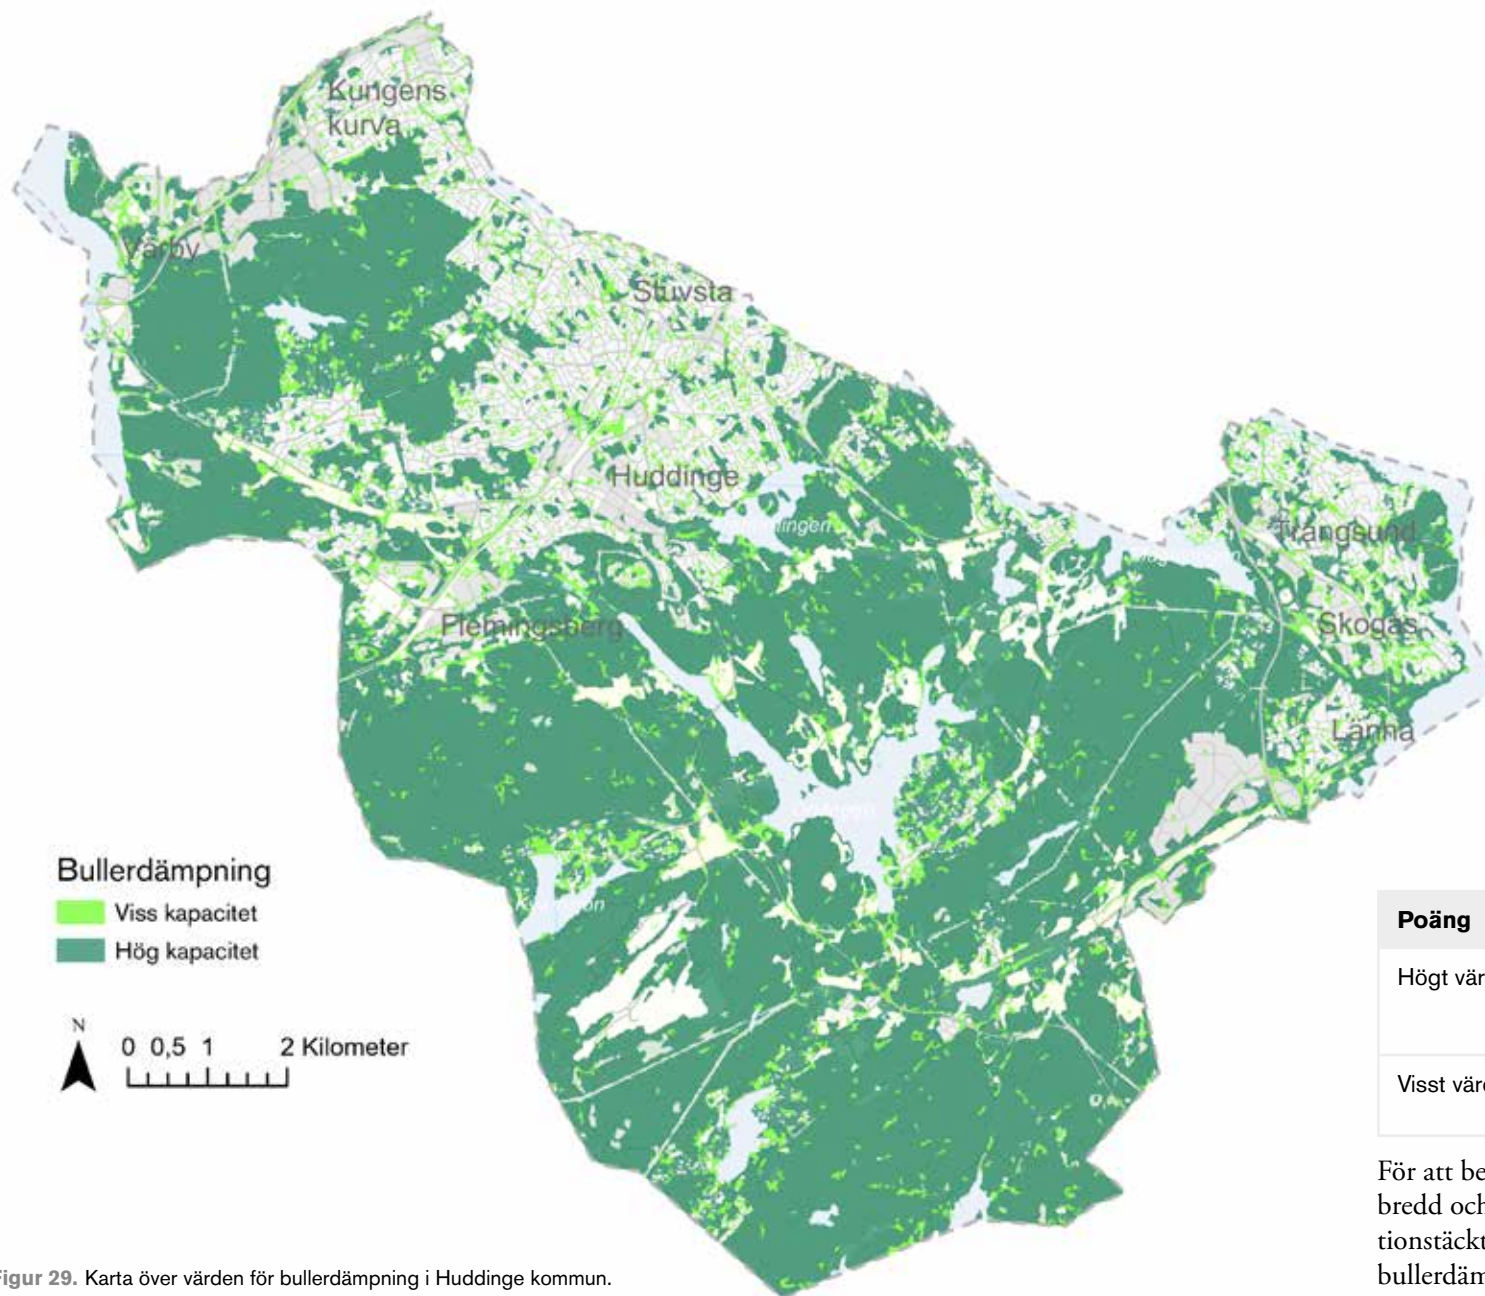 Kungens
kurva
Vårby
Stuvsta
Huddinge
Trångsund
Flemingsberg
Skogås
Länna
Bullerdämpning
Viss kapacitet
Hög kapacitet
N
0 0,5 1 2 Kilometer
Figur 29. Karta över värden för bullerdämpning i Huddinge kommun.
Poäng
Högt vär
Visst vär
För att be
bredd och
tionstäckt
bullerdäm